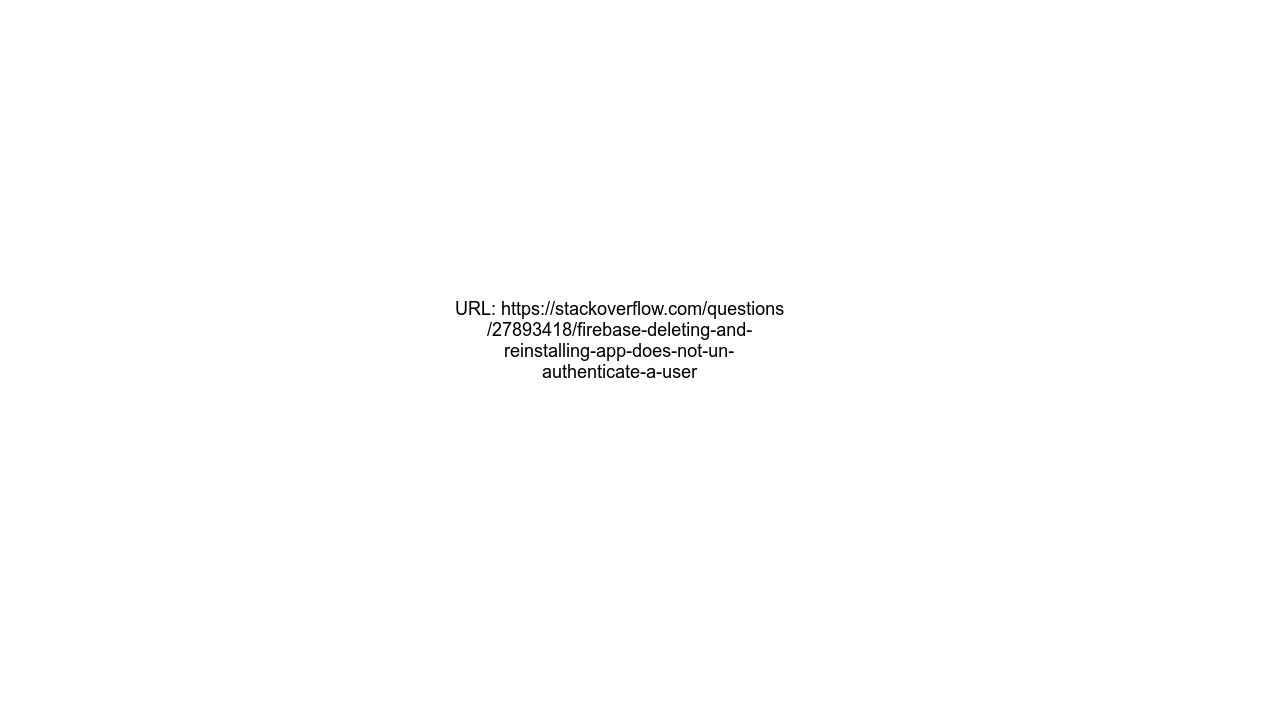 URL: https://stackoverflow.com/questions
/27893418/firebase-deleting-and-
reinstalling-app-does-not-un-
authenticate-a-user